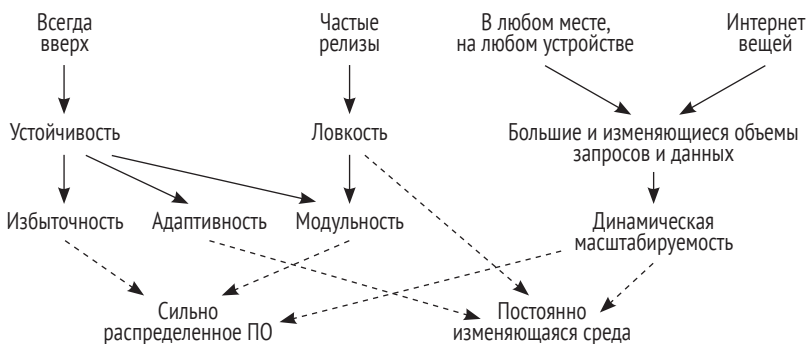 Всегда
вверх
Частые
релизы
В любом месте,
на любом устройстве
Интернет
вещей
Устойчивость
Ловкость
Большие и изменяющиеся объемы
запросов и данных
Избыточность
Адаптивность
Модульность
Динамическая
масштабируемость
Сильно
распределенное ПО
Постоянно
изменяющаяся среда